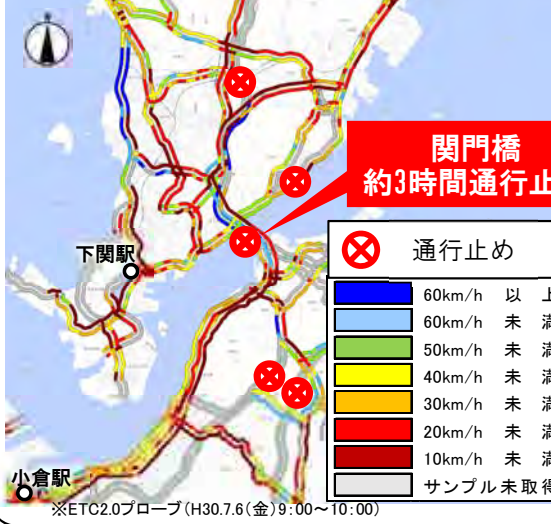 関門橋
約3時間通行止
下関駅
通行止め
60km/h 以 上
60km/h 未 満
50km/h 未 満
40km/h 未 満
30km/h 未 満
20km/h 未 満
10km/h 未 満
サンプル未取得
小倉駅
※ETC2.0プローブ(H30.7.6(金)9:00~10:00)